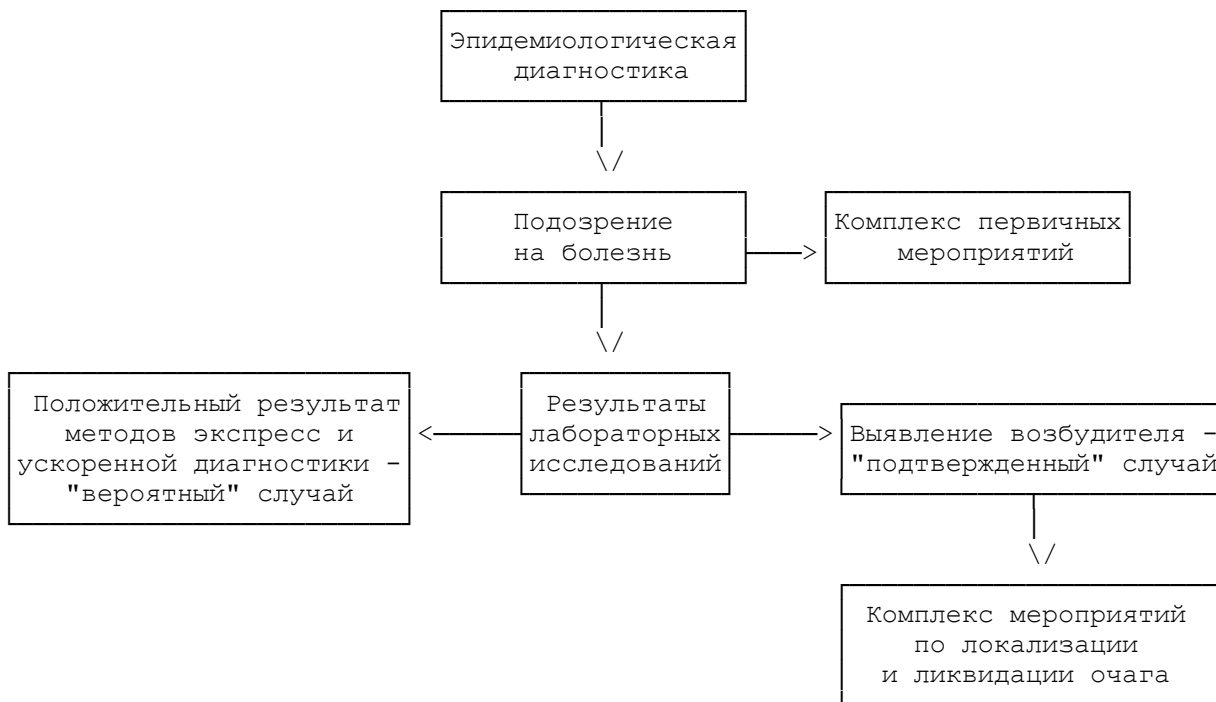 Эпидемиологическая
диагностика
Подозрение
на болезнь
Комплекс первичных
мероприятий
Положительный результат
методов экспресс и
ускоренной диагностики -
"вероятный" случай
Результаты
лабораторных
исследований
Выявление возбудителя -
"подтвержденный" случай
Комплекс мероприятий
по локализации
и ликвидации очага